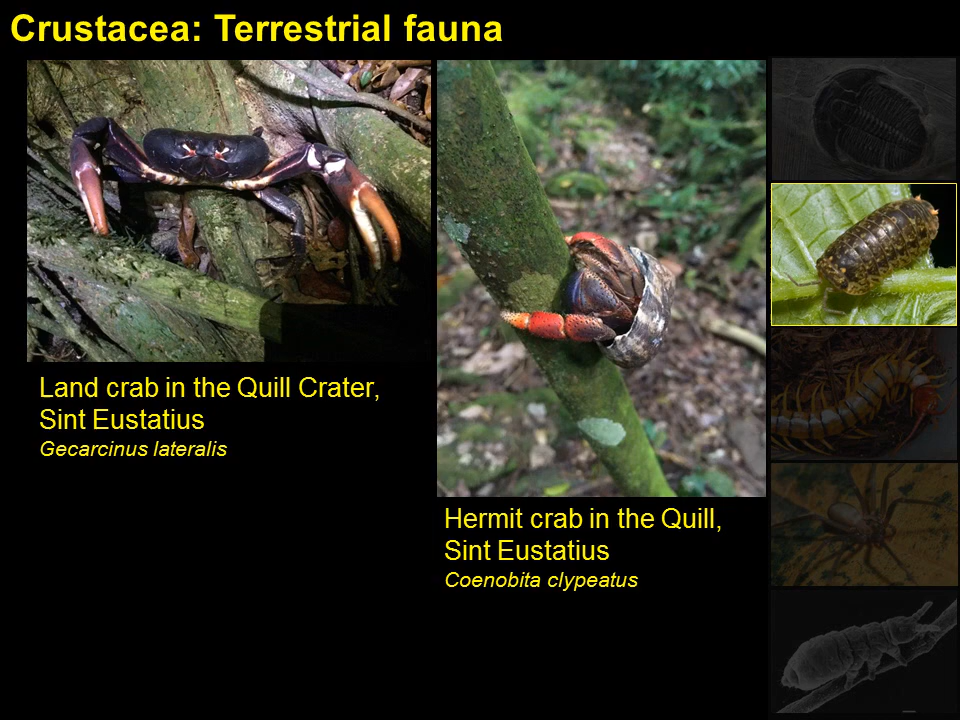 Crustacea: Terrestrial fauna
Land crab in the Quill Crater,
Sint Eustatius
Gecarcinus lateralis
Hermit crab in the Quill,
Sint Eustatius
Coenobita clypeatus